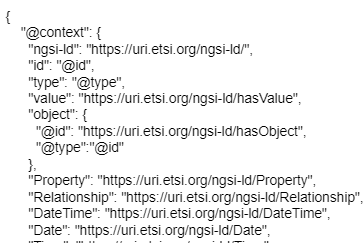 {
"@context": {
"ngsi-ld": "https://uri.etsi.org/ngsi-ld/",
"id": "@id",
"type": "@type",
"value": "https://uri.etsi.org/ngsi-ld/hasValue",
"object": {
"@id": "https://uri.etsi.org/ngsi-ld/hasObject",
"@type":"@id"
},
"Property": "https://uri.etsi.org/ngsi-ld/Property",
"Relationship": "https://uri.etsi.org/ngsi-ld/Relationship",
"DateTime": "https://uri.etsi.org/ngsi-ld/DateTime",
"Date": "https://uri.etsi.org/ngsi-ld/Date",